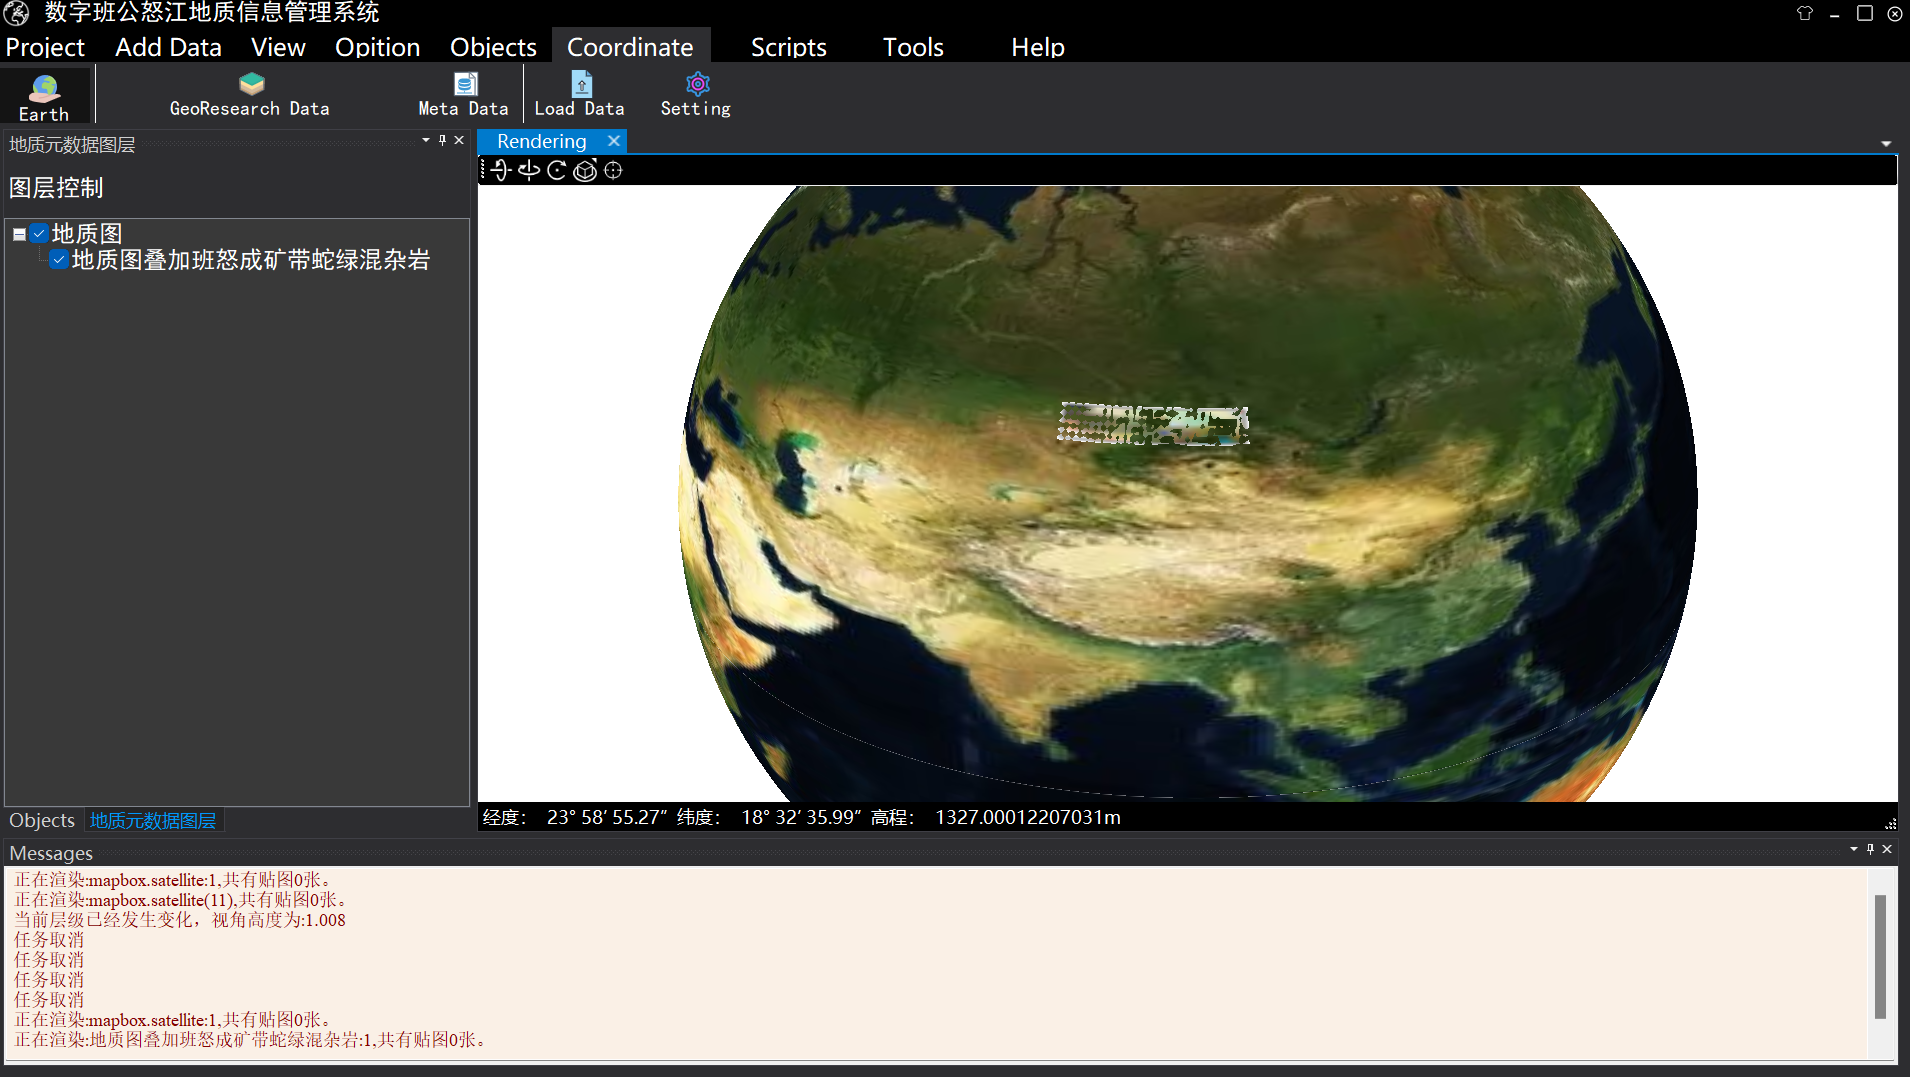 数字班公怒江地质信息管理系统
Project Add Data View Opition Objects Coordinate Scripts Tools Help
Earth GeoResearch Data Meta Data Load Data Setting
地质元数据图层
图层控制
地质图
地质图叠加班怒成矿带蛇绿混杂岩
Objects 地质元数据图层
Rendering
经度： 23° 58′ 55.27″ 纬度： 18° 32′ 35.99″ 高程： 1327.00012207031m
Messages
正在渲染:mapbox.satellite:1,共有贴图0张。
正在渲染:mapbox.satellite(11),共有贴图0张。
当前层级已经发生变化，视角高度为:1.008
任务取消
任务取消
任务取消
任务取消
正在渲染:mapbox.satellite:1,共有贴图0张。
正在渲染:地质图叠加班怒成矿带蛇绿混杂岩:1,共有贴图0张。